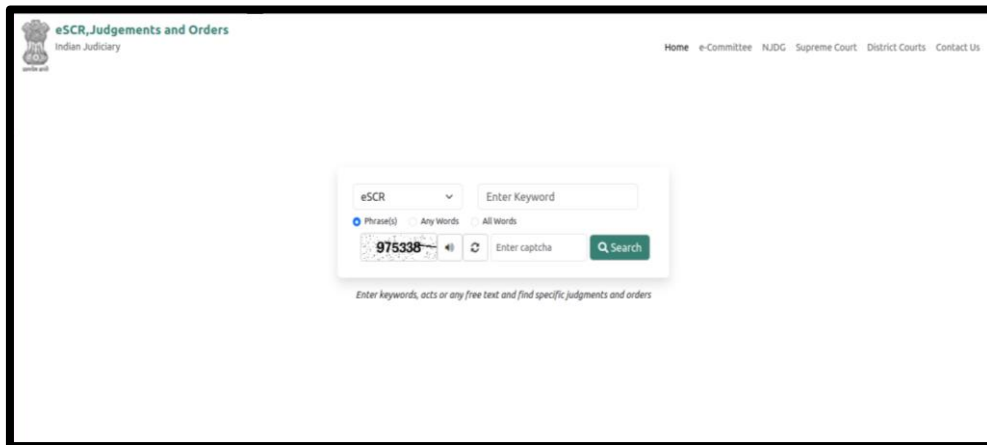 eSCR,Judgements and Orders
Indian Judiciary
Home e-Committee NJDG Supreme Court District Courts Contact Us
eSCR Enter Keyword
Phrase(s) Any Words All Words
975338 Enter captcha Search
Enter keywords, acts or any free text and find specific judgments and orders